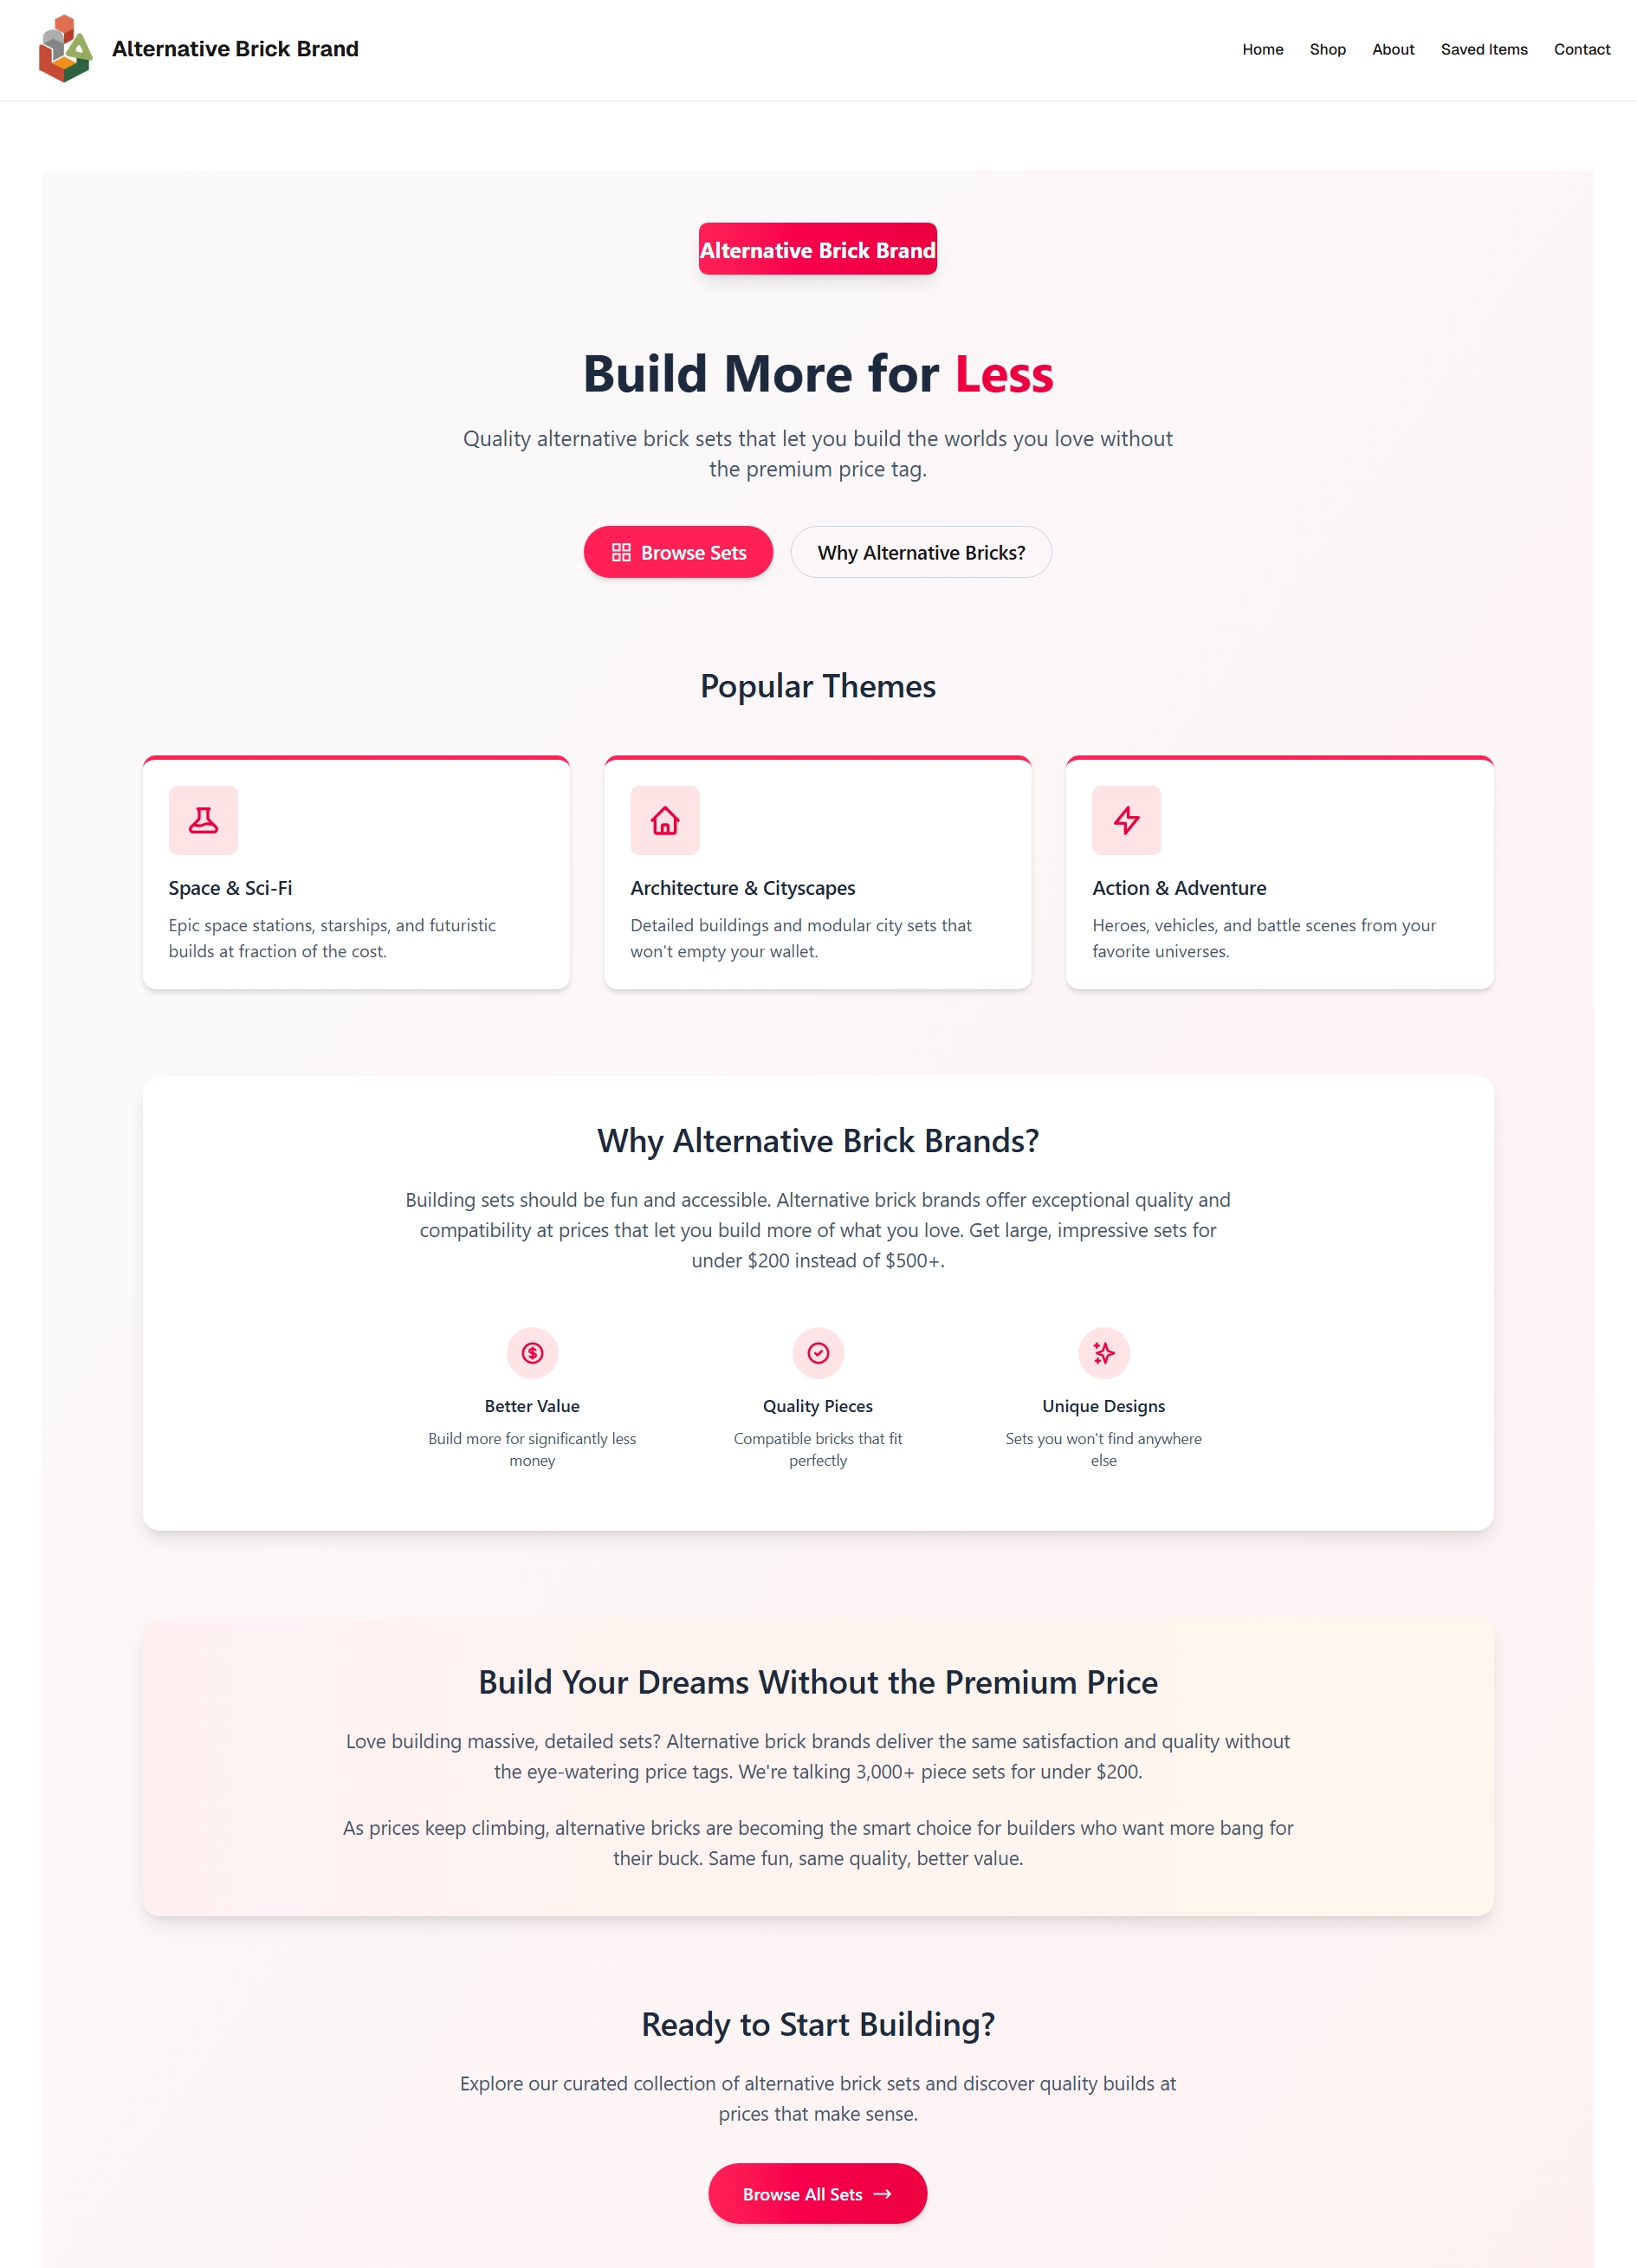 Alternative Brick Brand
Home Shop About Saved Items Contact
Alternative Brick Brand
Build More for Less
Quality alternative brick sets that let you build the worlds you love without
the premium price tag.
Browse Sets
Why Alternative Bricks?
Popular Themes
Space & Sci-Fi
Epic space stations, starships, and futuristic
builds at fraction of the cost.
Architecture & Cityscapes
Detailed buildings and modular city sets that
won't empty your wallet.
Action & Adventure
Heroes, vehicles, and battle scenes from your
favorite universes.
Why Alternative Brick Brands?
Building sets should be fun and accessible. Alternative brick brands offer exceptional quality and
compatibility at prices that let you build more of what you love. Get large, impressive sets for
under $200 instead of $500+.
Better Value
Build more for significantly less
money
Quality Pieces
Compatible bricks that fit
perfectly
Unique Designs
Sets you won't find anywhere
else
Build Your Dreams Without the Premium Price
Love building massive, detailed sets? Alternative brick brands deliver the same satisfaction and quality without
the eye-watering price tags. We're talking 3,000+ piece sets for under $200.
As prices keep climbing, alternative bricks are becoming the smart choice for builders who want more bang for
their buck. Same fun, same quality, better value.
Ready to Start Building?
Explore our curated collection of alternative brick sets and discover quality builds at
prices that make sense.
Browse All Sets